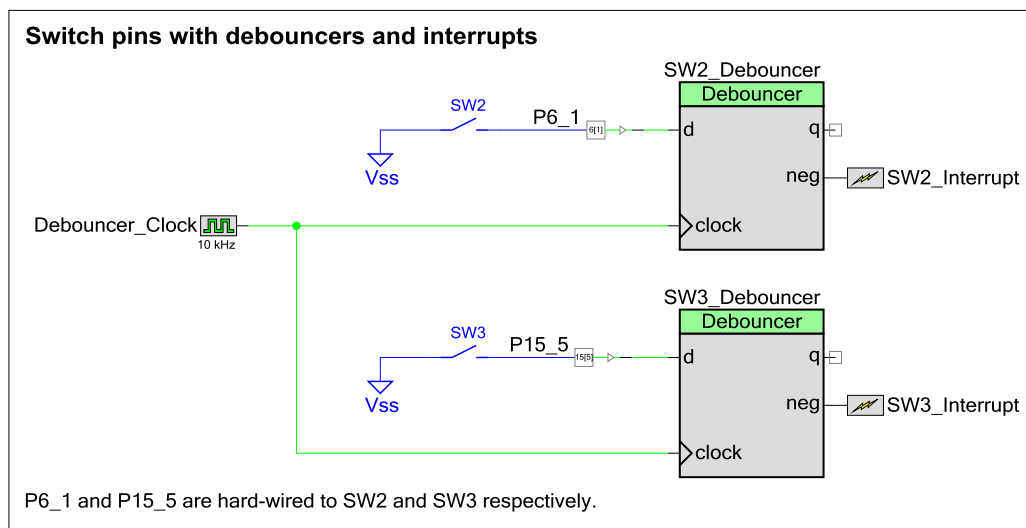 Switch pins with debouncers and interrupts
SW2_Debouncer
Debouncer
SW2
P6_1
6[1]
d
q
Vss
neg
SW2_Interrupt
Debouncer_Clock
10 kHz
clock
SW3_Debouncer
Debouncer
SW3
P15_5
15[5]
d
q
Vss
neg
SW3_Interrupt
clock
P6_1 and P15_5 are hard-wired to SW2 and SW3 respectively.